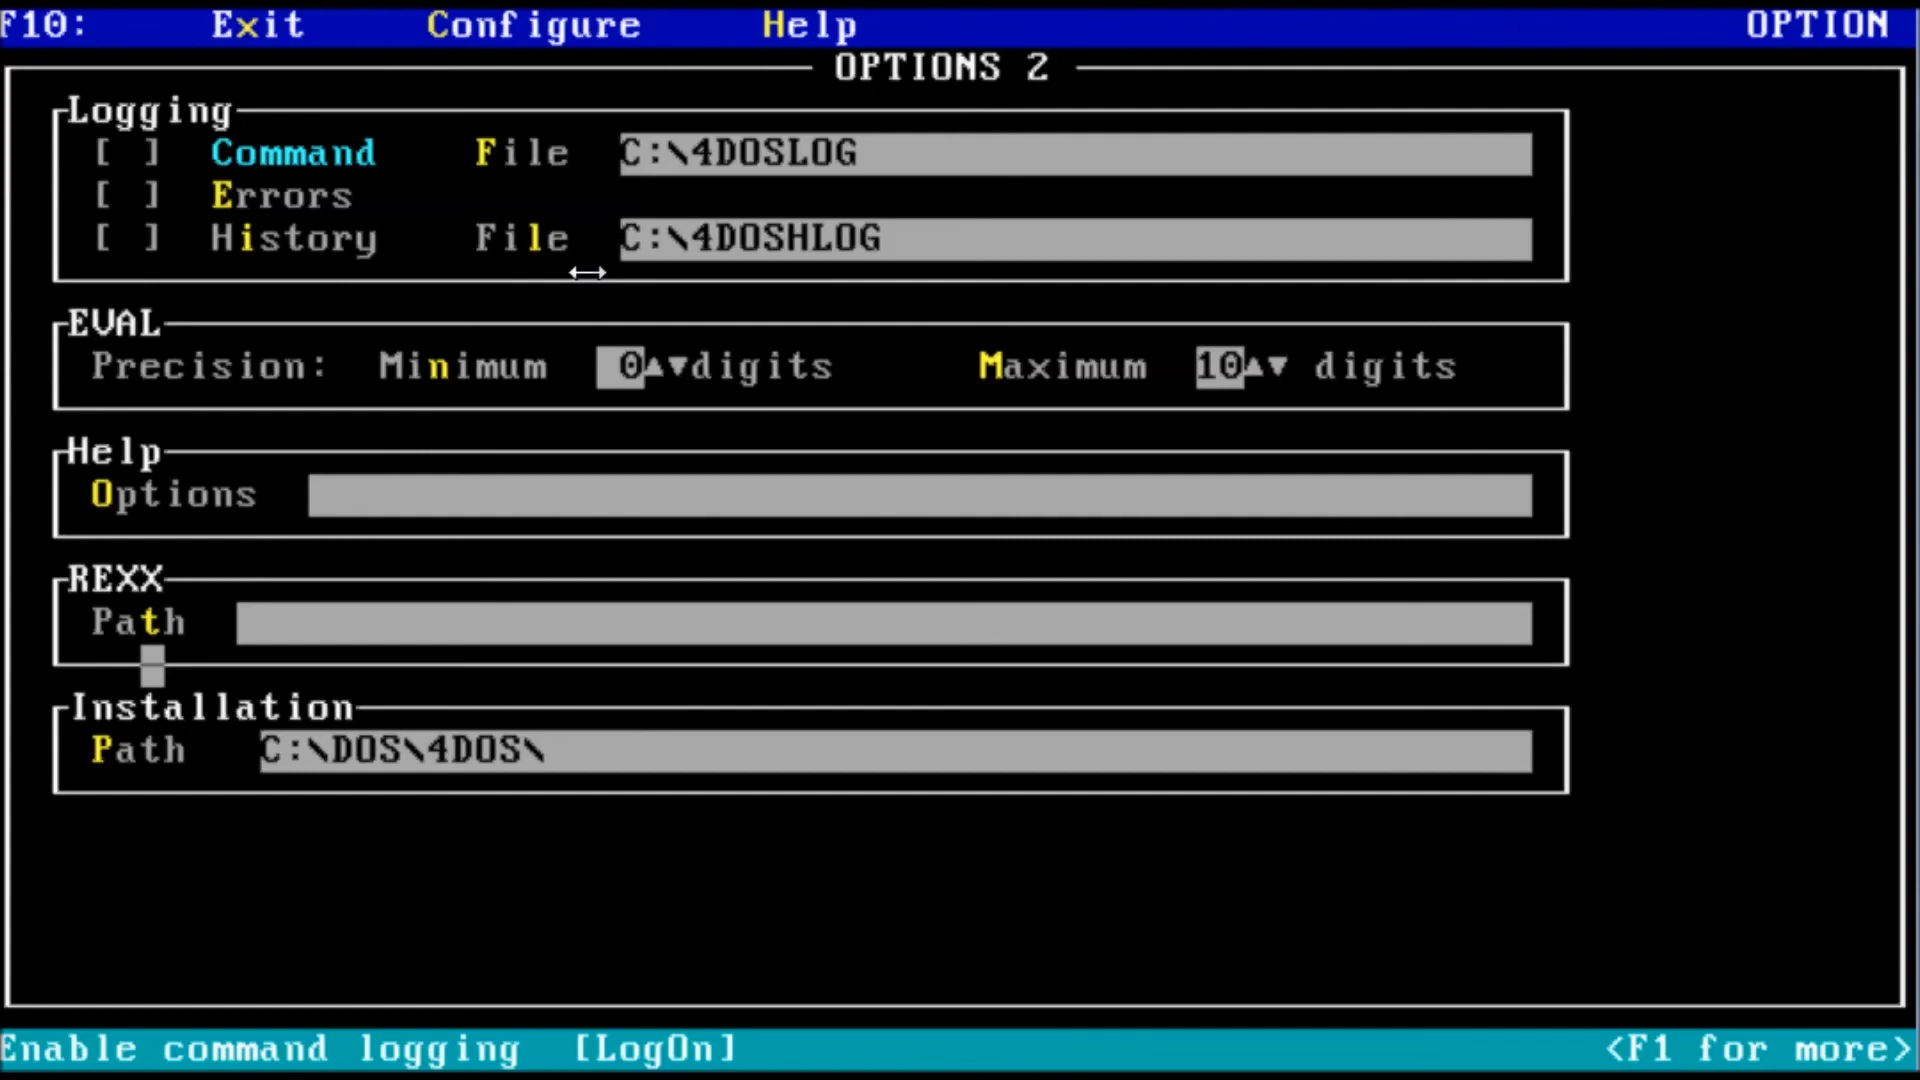 F10: Exit Configure Help OPTION
OPTIONS 2
Logging
[ ] Command File C:\4DOSLOG
[ ] Errors
[ ] History File C:\4DOSHLOG
EVAL
Precision: Minimum 0▲▼digits Maximum 10▲▼ digits
Help
Options
REXX
Path
Installation
Path C:\DOS\4DOS\
Enable command logging [LogOn] <F1 for more>